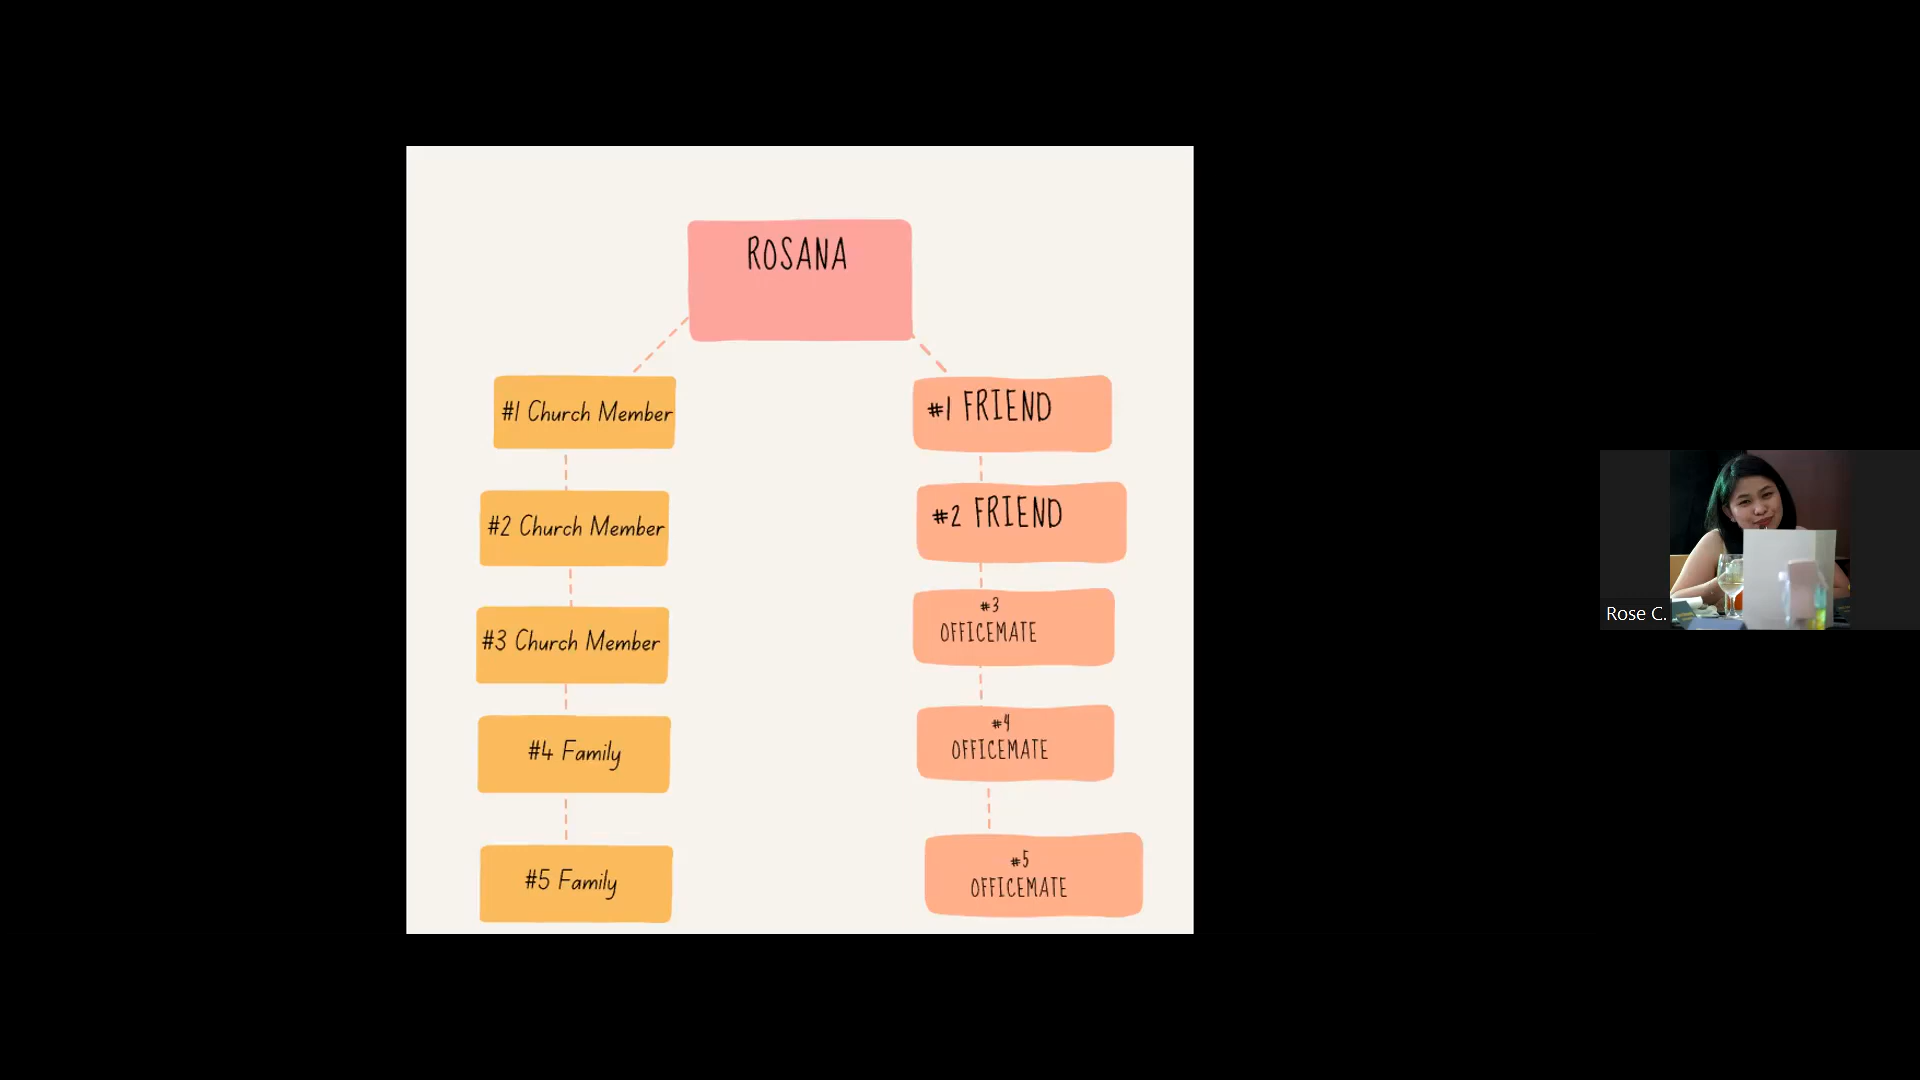 ROSANA
#1 Church Member
#2 Church Member
#3 Church Member
#4 Family
#5 Family
#1 FRIEND
#2 FRIEND
#3
OFFICEMATE
#4
OFFICEMATE
#5
OFFICEMATE
Rose C.